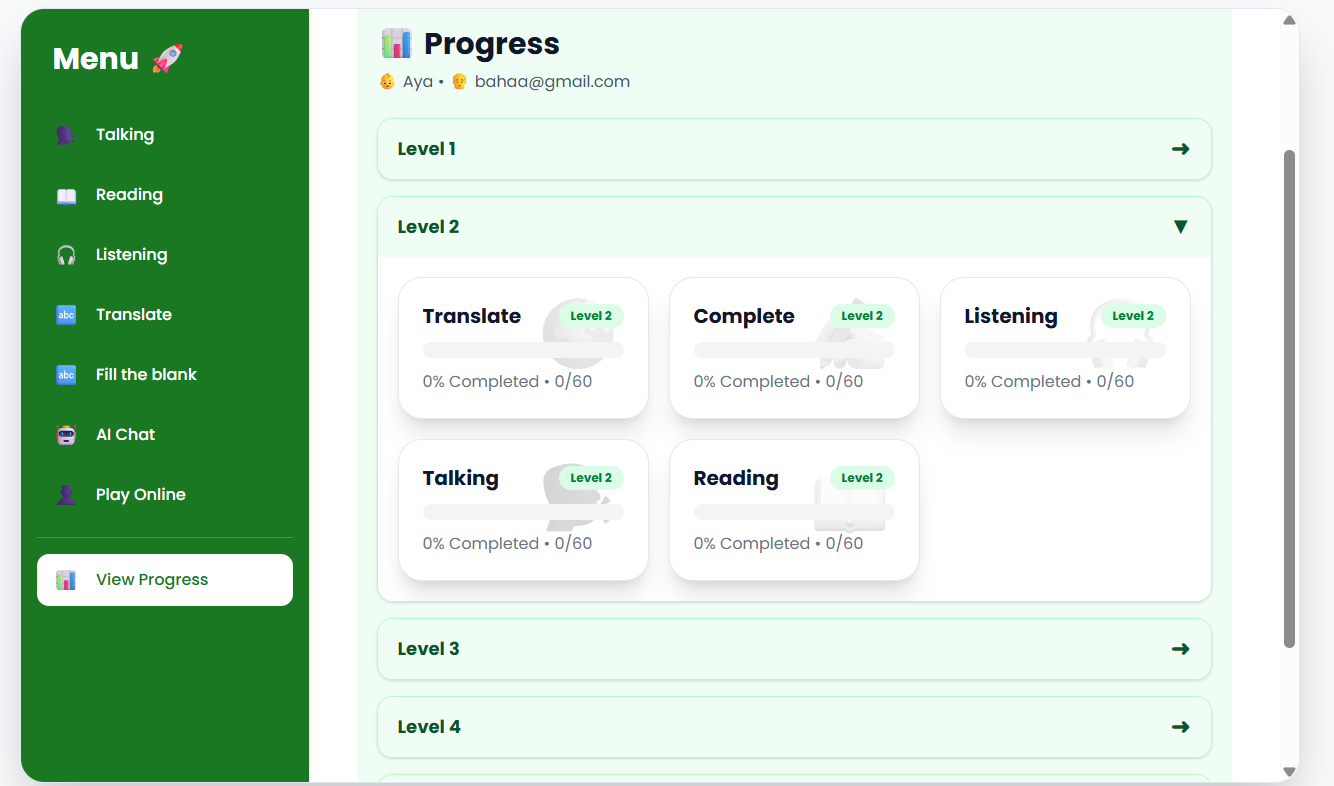 Menu 🚀
Talking
Reading
Listening
Translate
Fill the blank
AI Chat
Play Online
View Progress
Progress
Aya • bahaa@gmail.com
Level 1
Level 2
Translate Level 2
0% Completed • 0/60
Complete Level 2
0% Completed • 0/60
Listening Level 2
0% Completed • 0/60
Talking Level 2
0% Completed • 0/60
Reading Level 2
0% Completed • 0/60
Level 3
Level 4